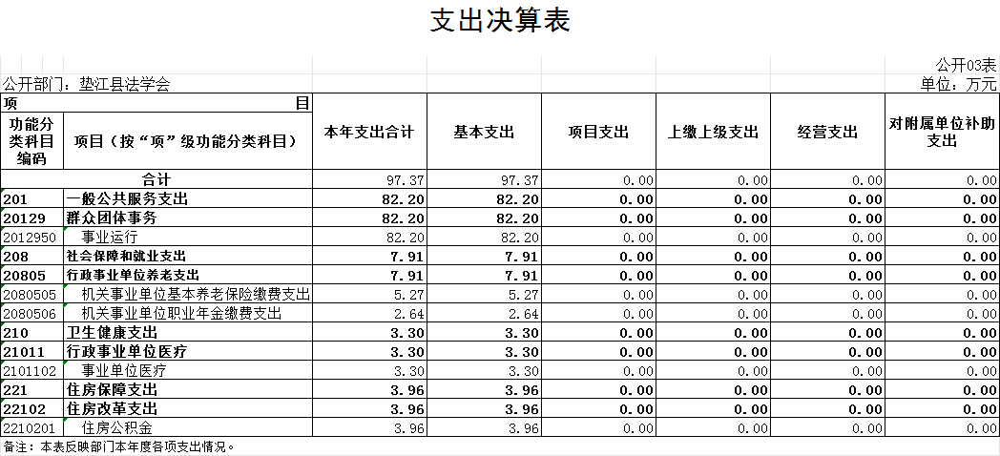 支出决算表
公开03表
公开部门：垫江县法学会 单位：万元
项 目 本年支出合计 基本支出 项目支出 上缴上级支出 经营支出 对附属单位补助支出
功能分类科目编码 项目（按“项”级功能分类科目）
合计 97.37 97.37 0.00 0.00 0.00 0.00
201 一般公共服务支出 82.20 82.20 0.00 0.00 0.00 0.00
20129 群众团体事务 82.20 82.20 0.00 0.00 0.00 0.00
2012950 事业运行 82.20 82.20 0.00 0.00 0.00 0.00
208 社会保障和就业支出 7.91 7.91 0.00 0.00 0.00 0.00
20805 行政事业单位养老支出 7.91 7.91 0.00 0.00 0.00 0.00
2080505 机关事业单位基本养老保险缴费支出 5.27 5.27 0.00 0.00 0.00 0.00
2080506 机关事业单位职业年金缴费支出 2.64 2.64 0.00 0.00 0.00 0.00
210 卫生健康支出 3.30 3.30 0.00 0.00 0.00 0.00
21011 行政事业单位医疗 3.30 3.30 0.00 0.00 0.00 0.00
2101102 事业单位医疗 3.30 3.30 0.00 0.00 0.00 0.00
221 住房保障支出 3.96 3.96 0.00 0.00 0.00 0.00
22102 住房改革支出 3.96 3.96 0.00 0.00 0.00 0.00
2210201 住房公积金 3.96 3.96 0.00 0.00 0.00 0.00
备注：本表反映部门本年度各项支出情况。